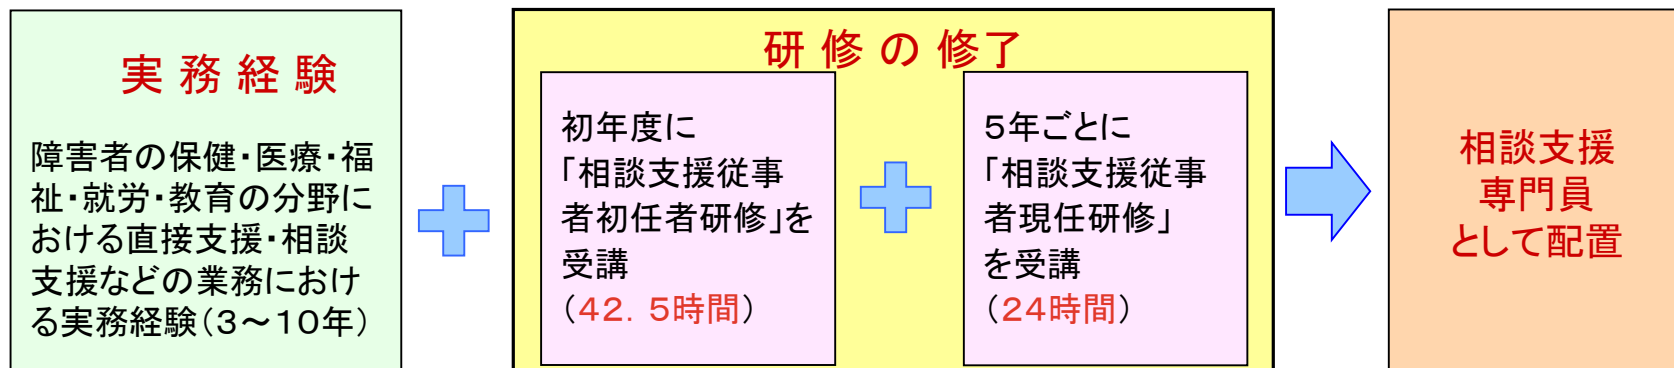 実務経験
障害者の保健・医療・福
祉・就労・教育の分野に
おける直接支援・相談
支援などの業務におけ
る実務経験(3～10年)
研修の修了
初年度に
「相談支援従事
者初任者研修」を
受講
(42．5時間)
5年ごとに
「相談支援従事
者現任研修」
を受講
(24時間)
相談支援
専門員
として配置